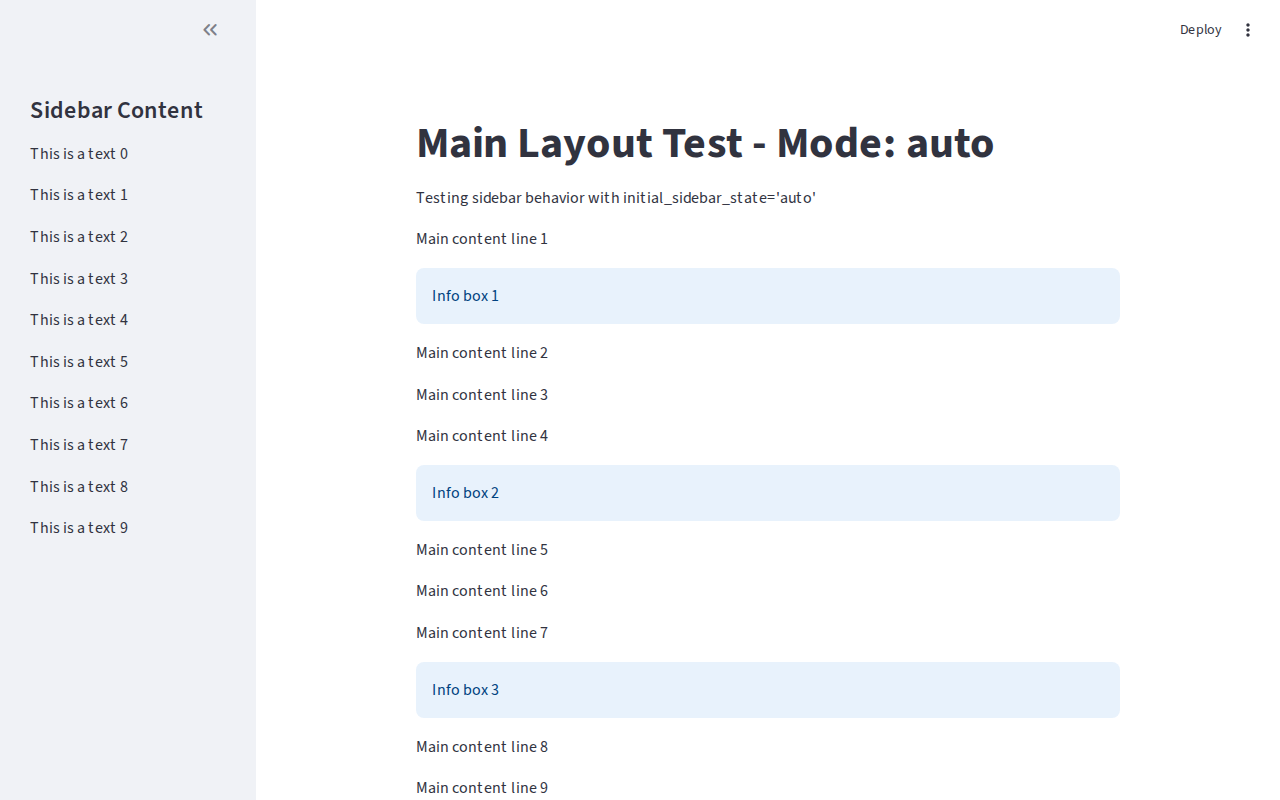 Deploy
Sidebar Content
This is a text 0
This is a text 1
This is a text 2
This is a text 3
This is a text 4
This is a text 5
This is a text 6
This is a text 7
This is a text 8
This is a text 9
Main Layout Test - Mode: auto
Testing sidebar behavior with initial_sidebar_state='auto'
Main content line 1
Info box 1
Main content line 2
Main content line 3
Main content line 4
Info box 2
Main content line 5
Main content line 6
Main content line 7
Info box 3
Main content line 8
Main content line 9